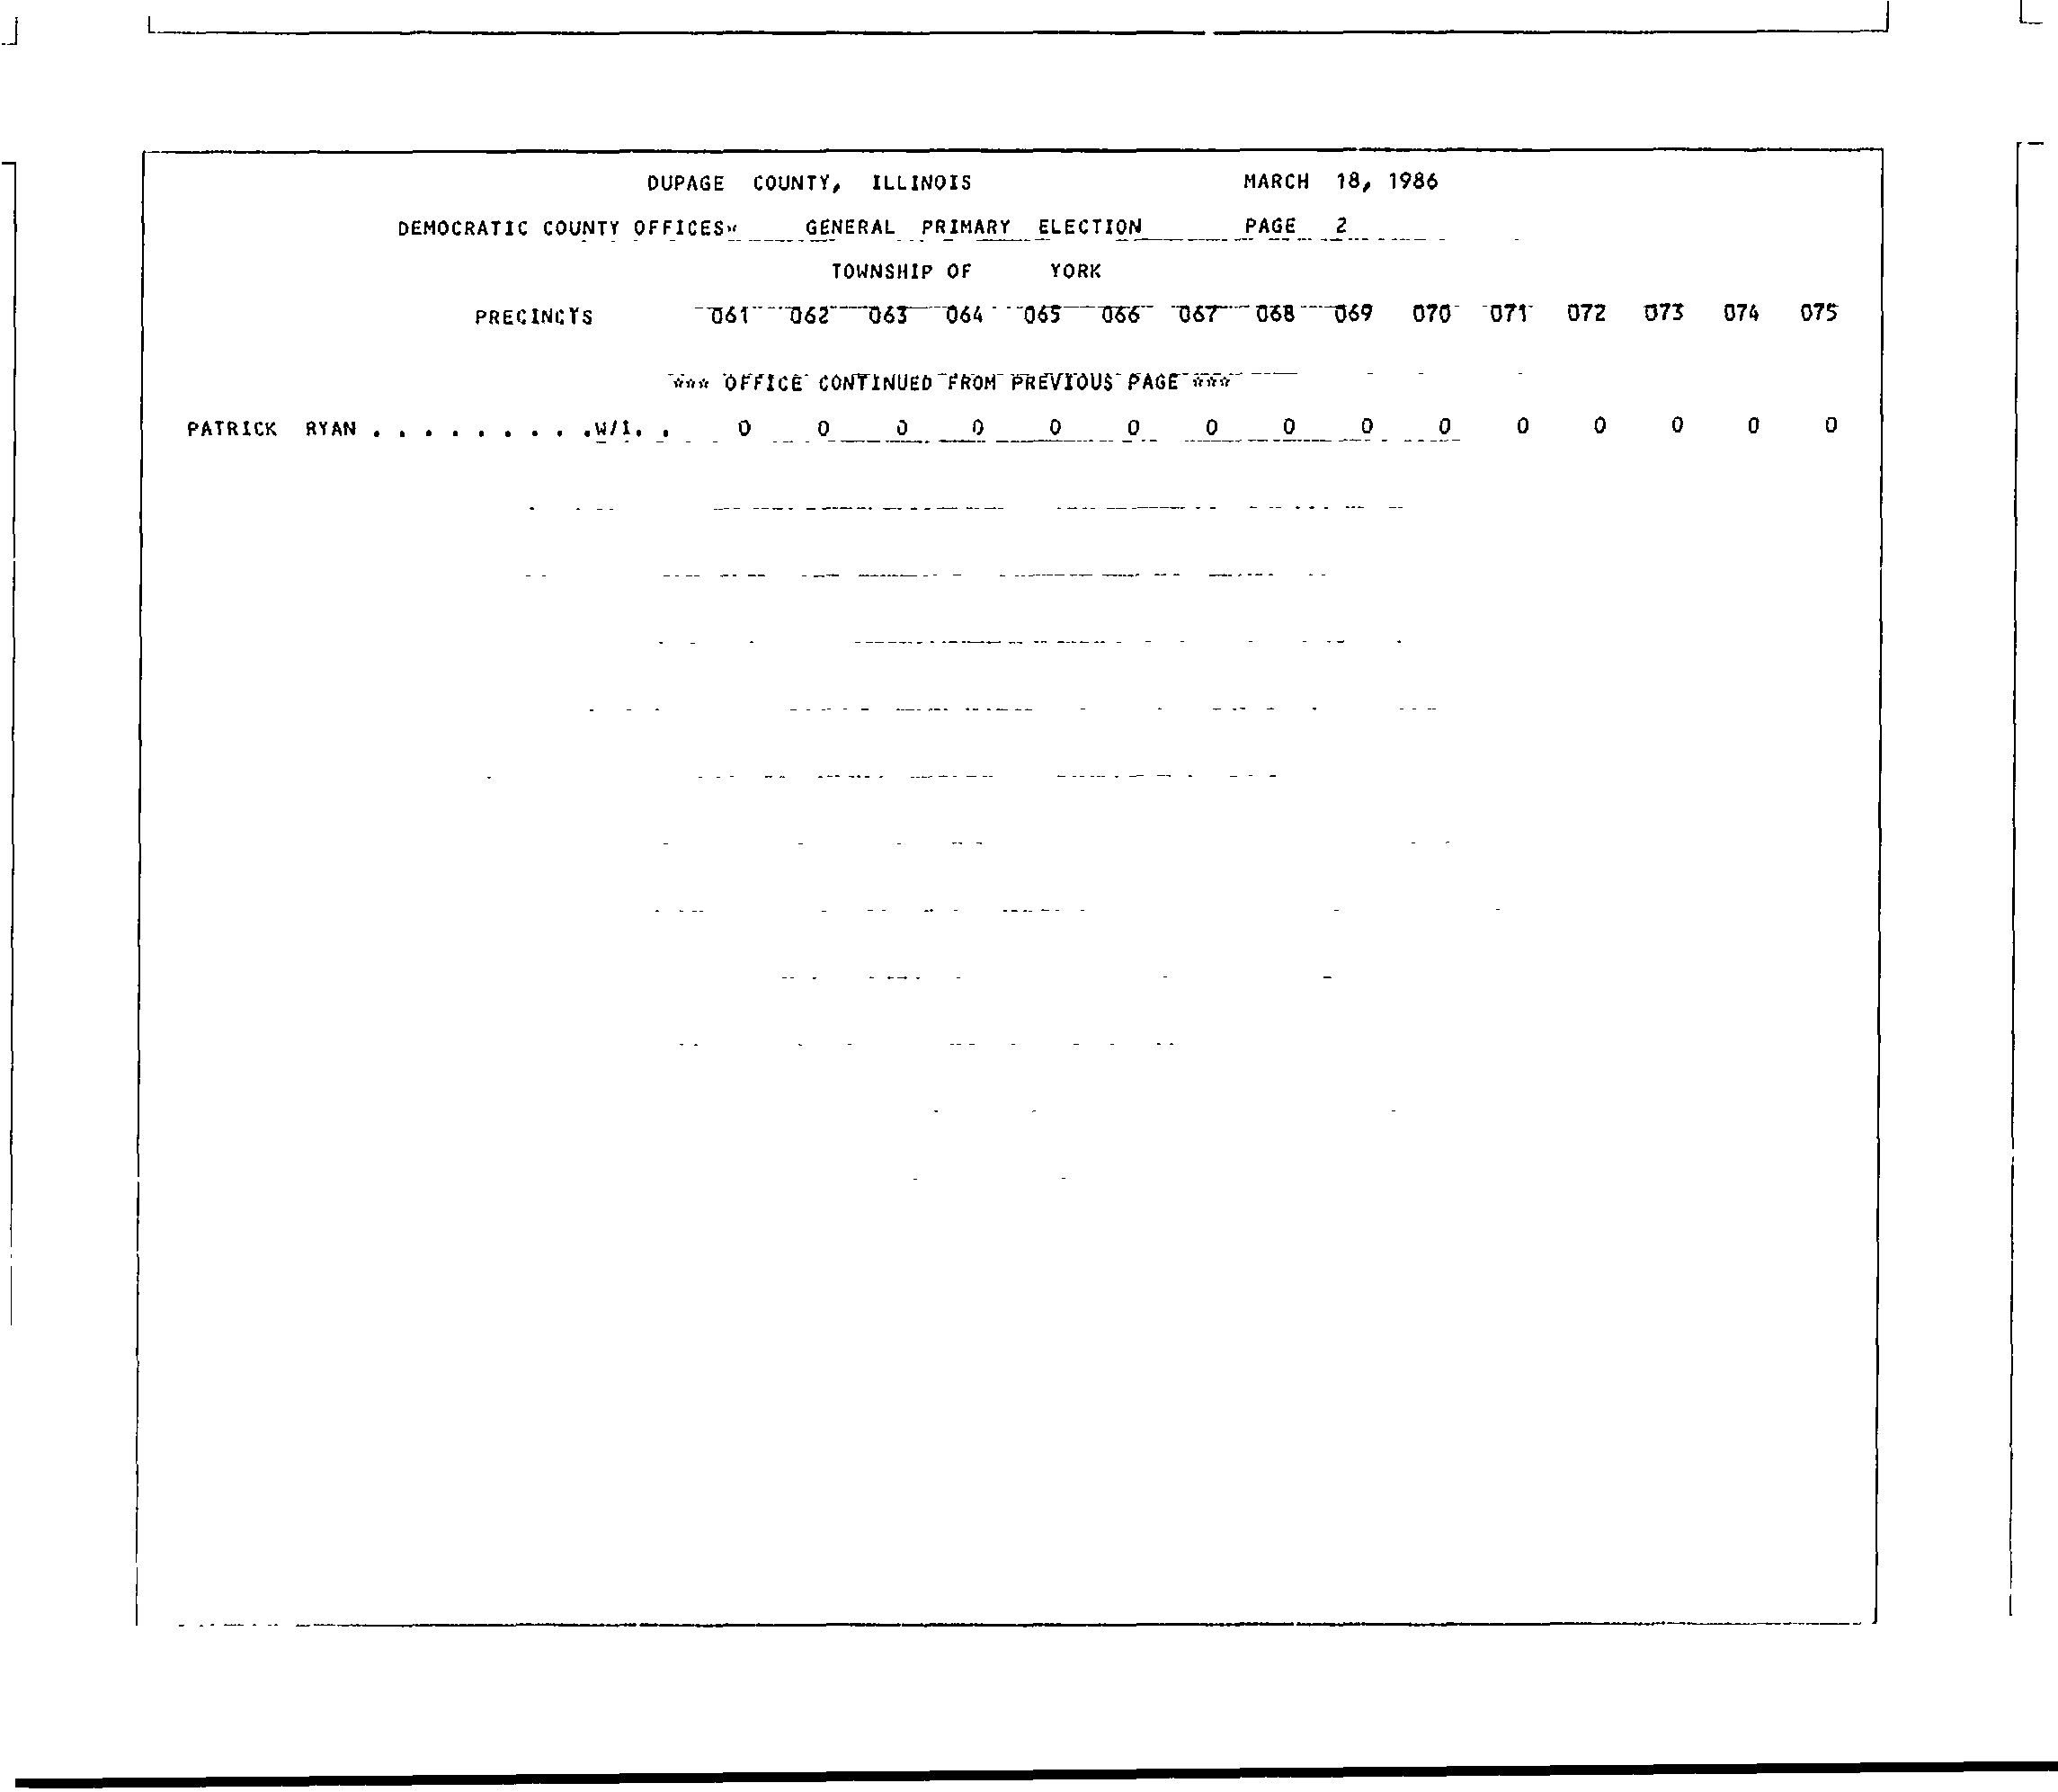 DUPAGE COUNTY, ILLINOIS MARCH 18, 1986
DEMOCRATIC COUNTY OFFICES* GENERAL PRIMARY ELECTION PAGE 2
TOWNSHIP OF YORK
PRECINCTS 061 062 063 064 065 066 067 068 069 070 071 072 073 074 075
*** OFFICE CONTINUED FROM PREVIOUS PAGE ***
PATRICK RYAN . . . . . . . . .W/I. . 0 0 0 0 0 0 0 0 0 0 0 0 0 0 0